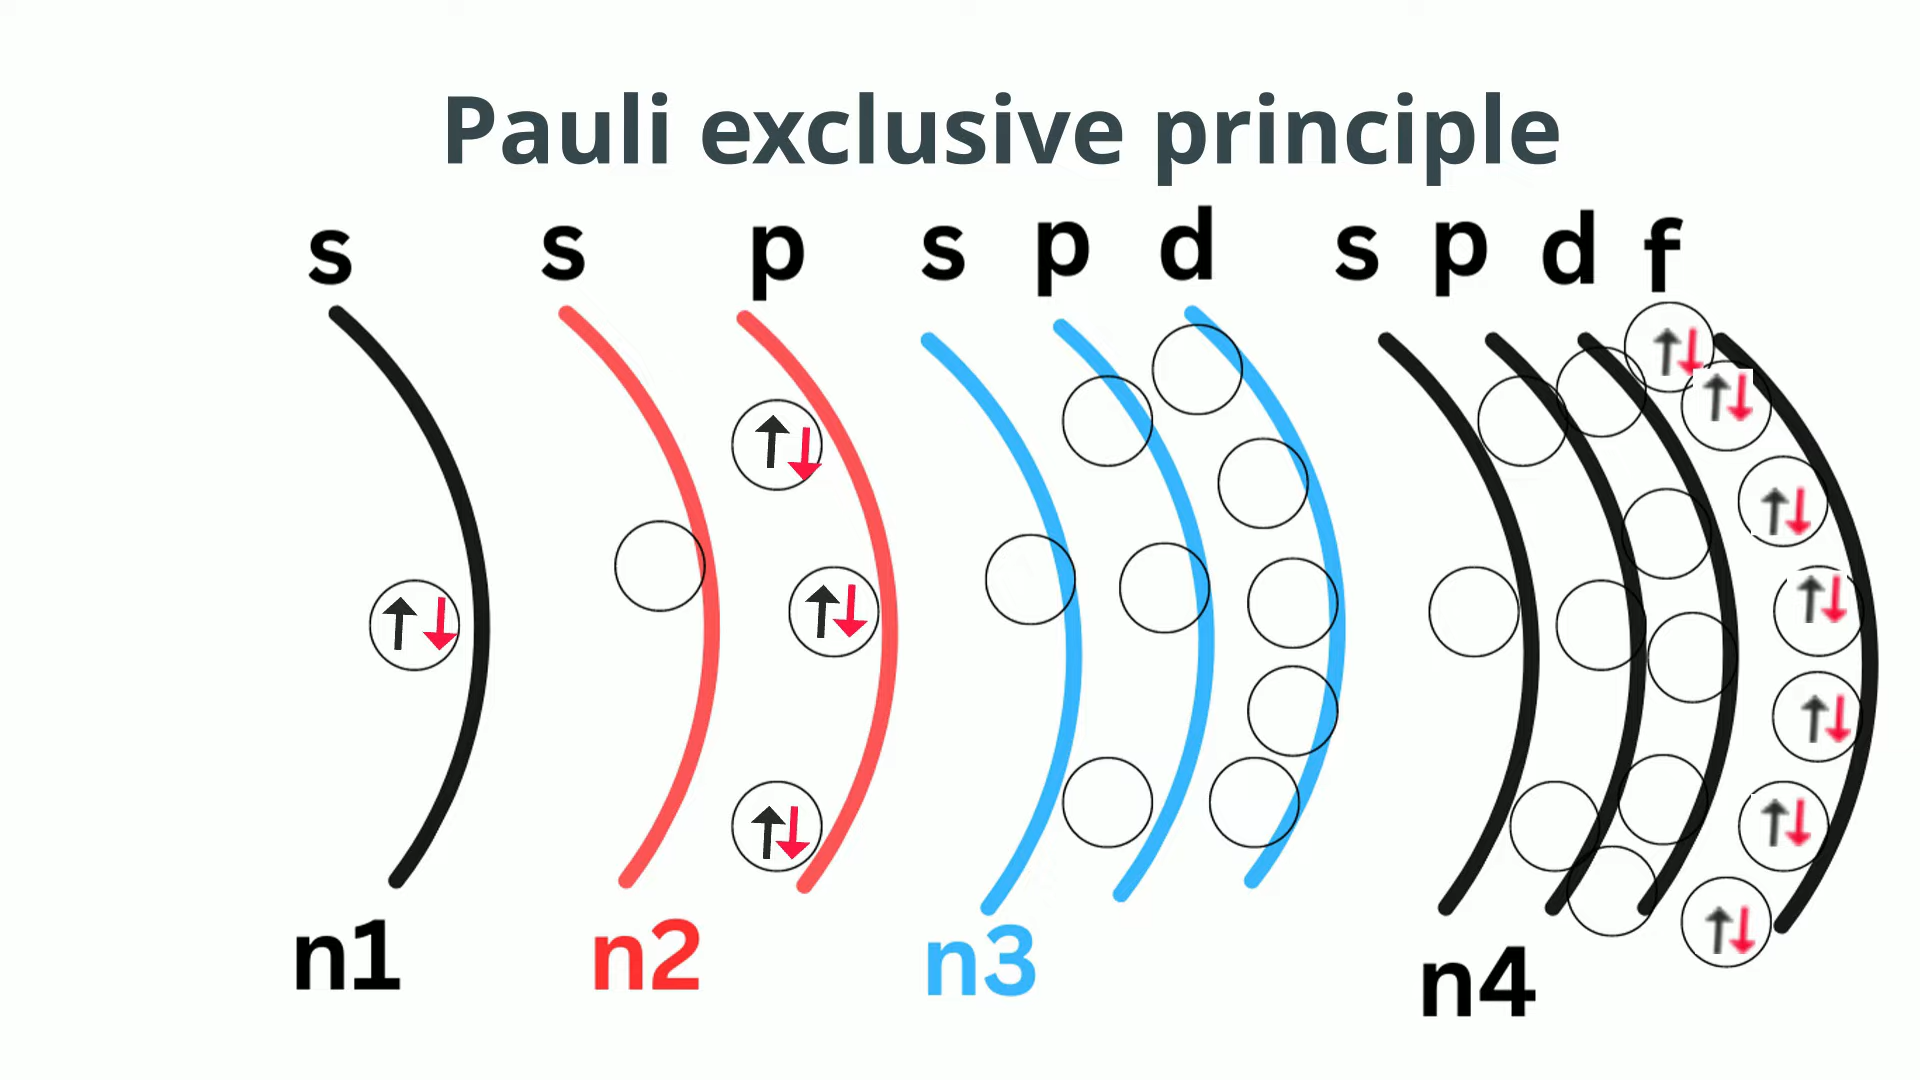 Pauli exclusive principle
s s p s p d s p d f
n1 n2 n3 n4